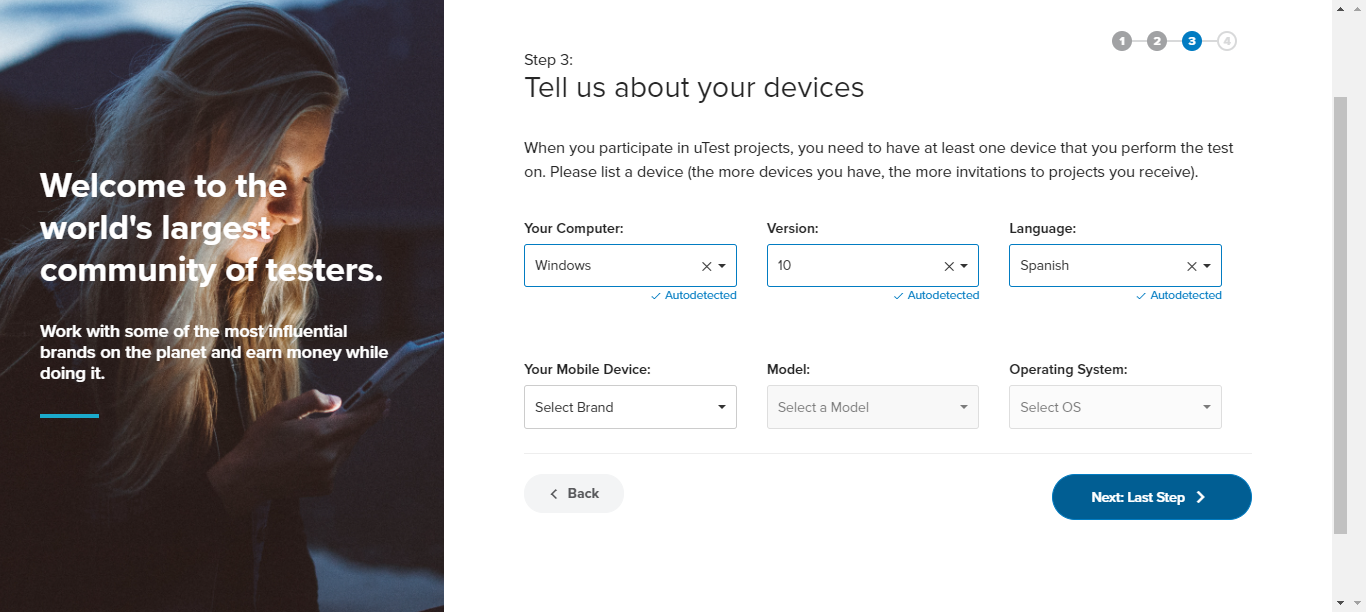 Welcome to the
world's largest
community of testers.
Work with some of the most influential
brands on the planet and earn money while
doing it.
1 2 3 4
Step 3:
Tell us about your devices
When you participate in uTest projects, you need to have at least one device that you perform the test
on. Please list a device (the more devices you have, the more invitations to projects you receive).
Your Computer: Version: Language:
Windows 10 Spanish
Autodetected Autodetected Autodetected
Your Mobile Device: Model: Operating System:
Select Brand Select a Model Select OS
Back Next: Last Step